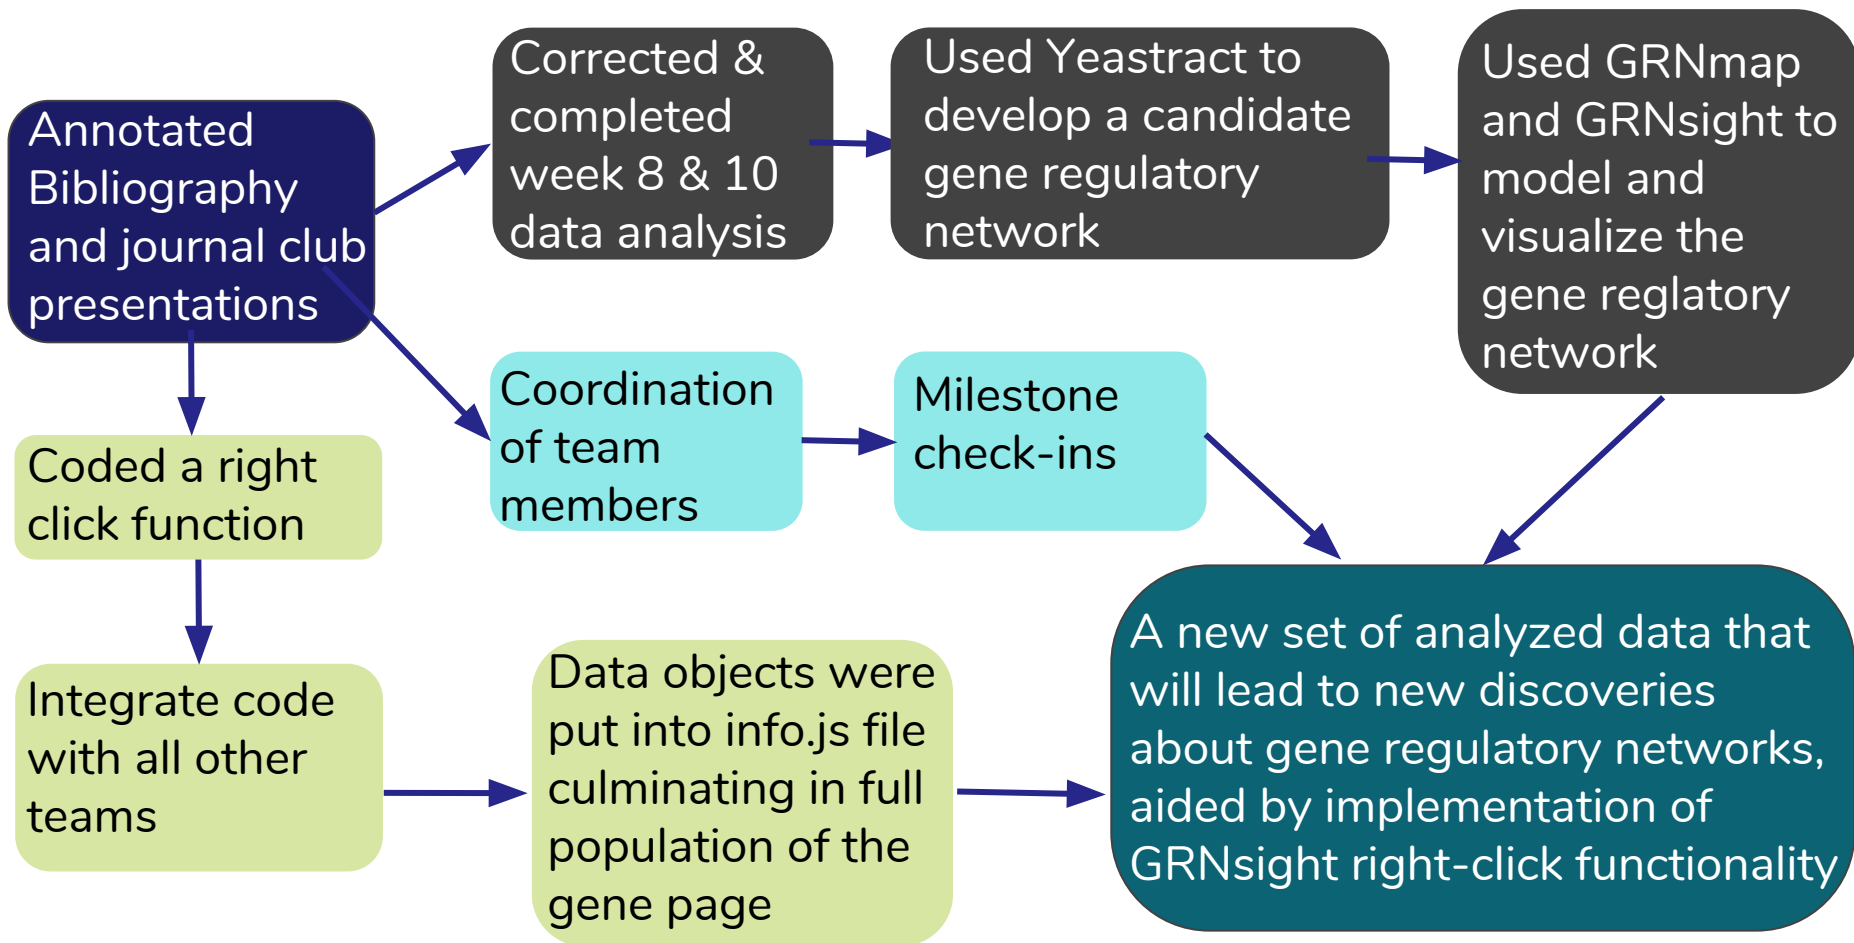 Annotated
Bibliography
and journal club
presentations
Corrected &
completed
week 8 & 10
data analysis
Used Yeastract to
develop a candidate
gene regulatory
network
Used GRNmap
and GRNsight to
model and
visualize the
gene reglatory
network
Coordination
of team
members
Milestone
check-ins
Coded a right
click function
Integrate code
with all other
teams
Data objects were
put into info.js file
culminating in full
population of the
gene page
A new set of analyzed data that
will lead to new discoveries
about gene regulatory networks,
aided by implementation of
GRNsight right-click functionality